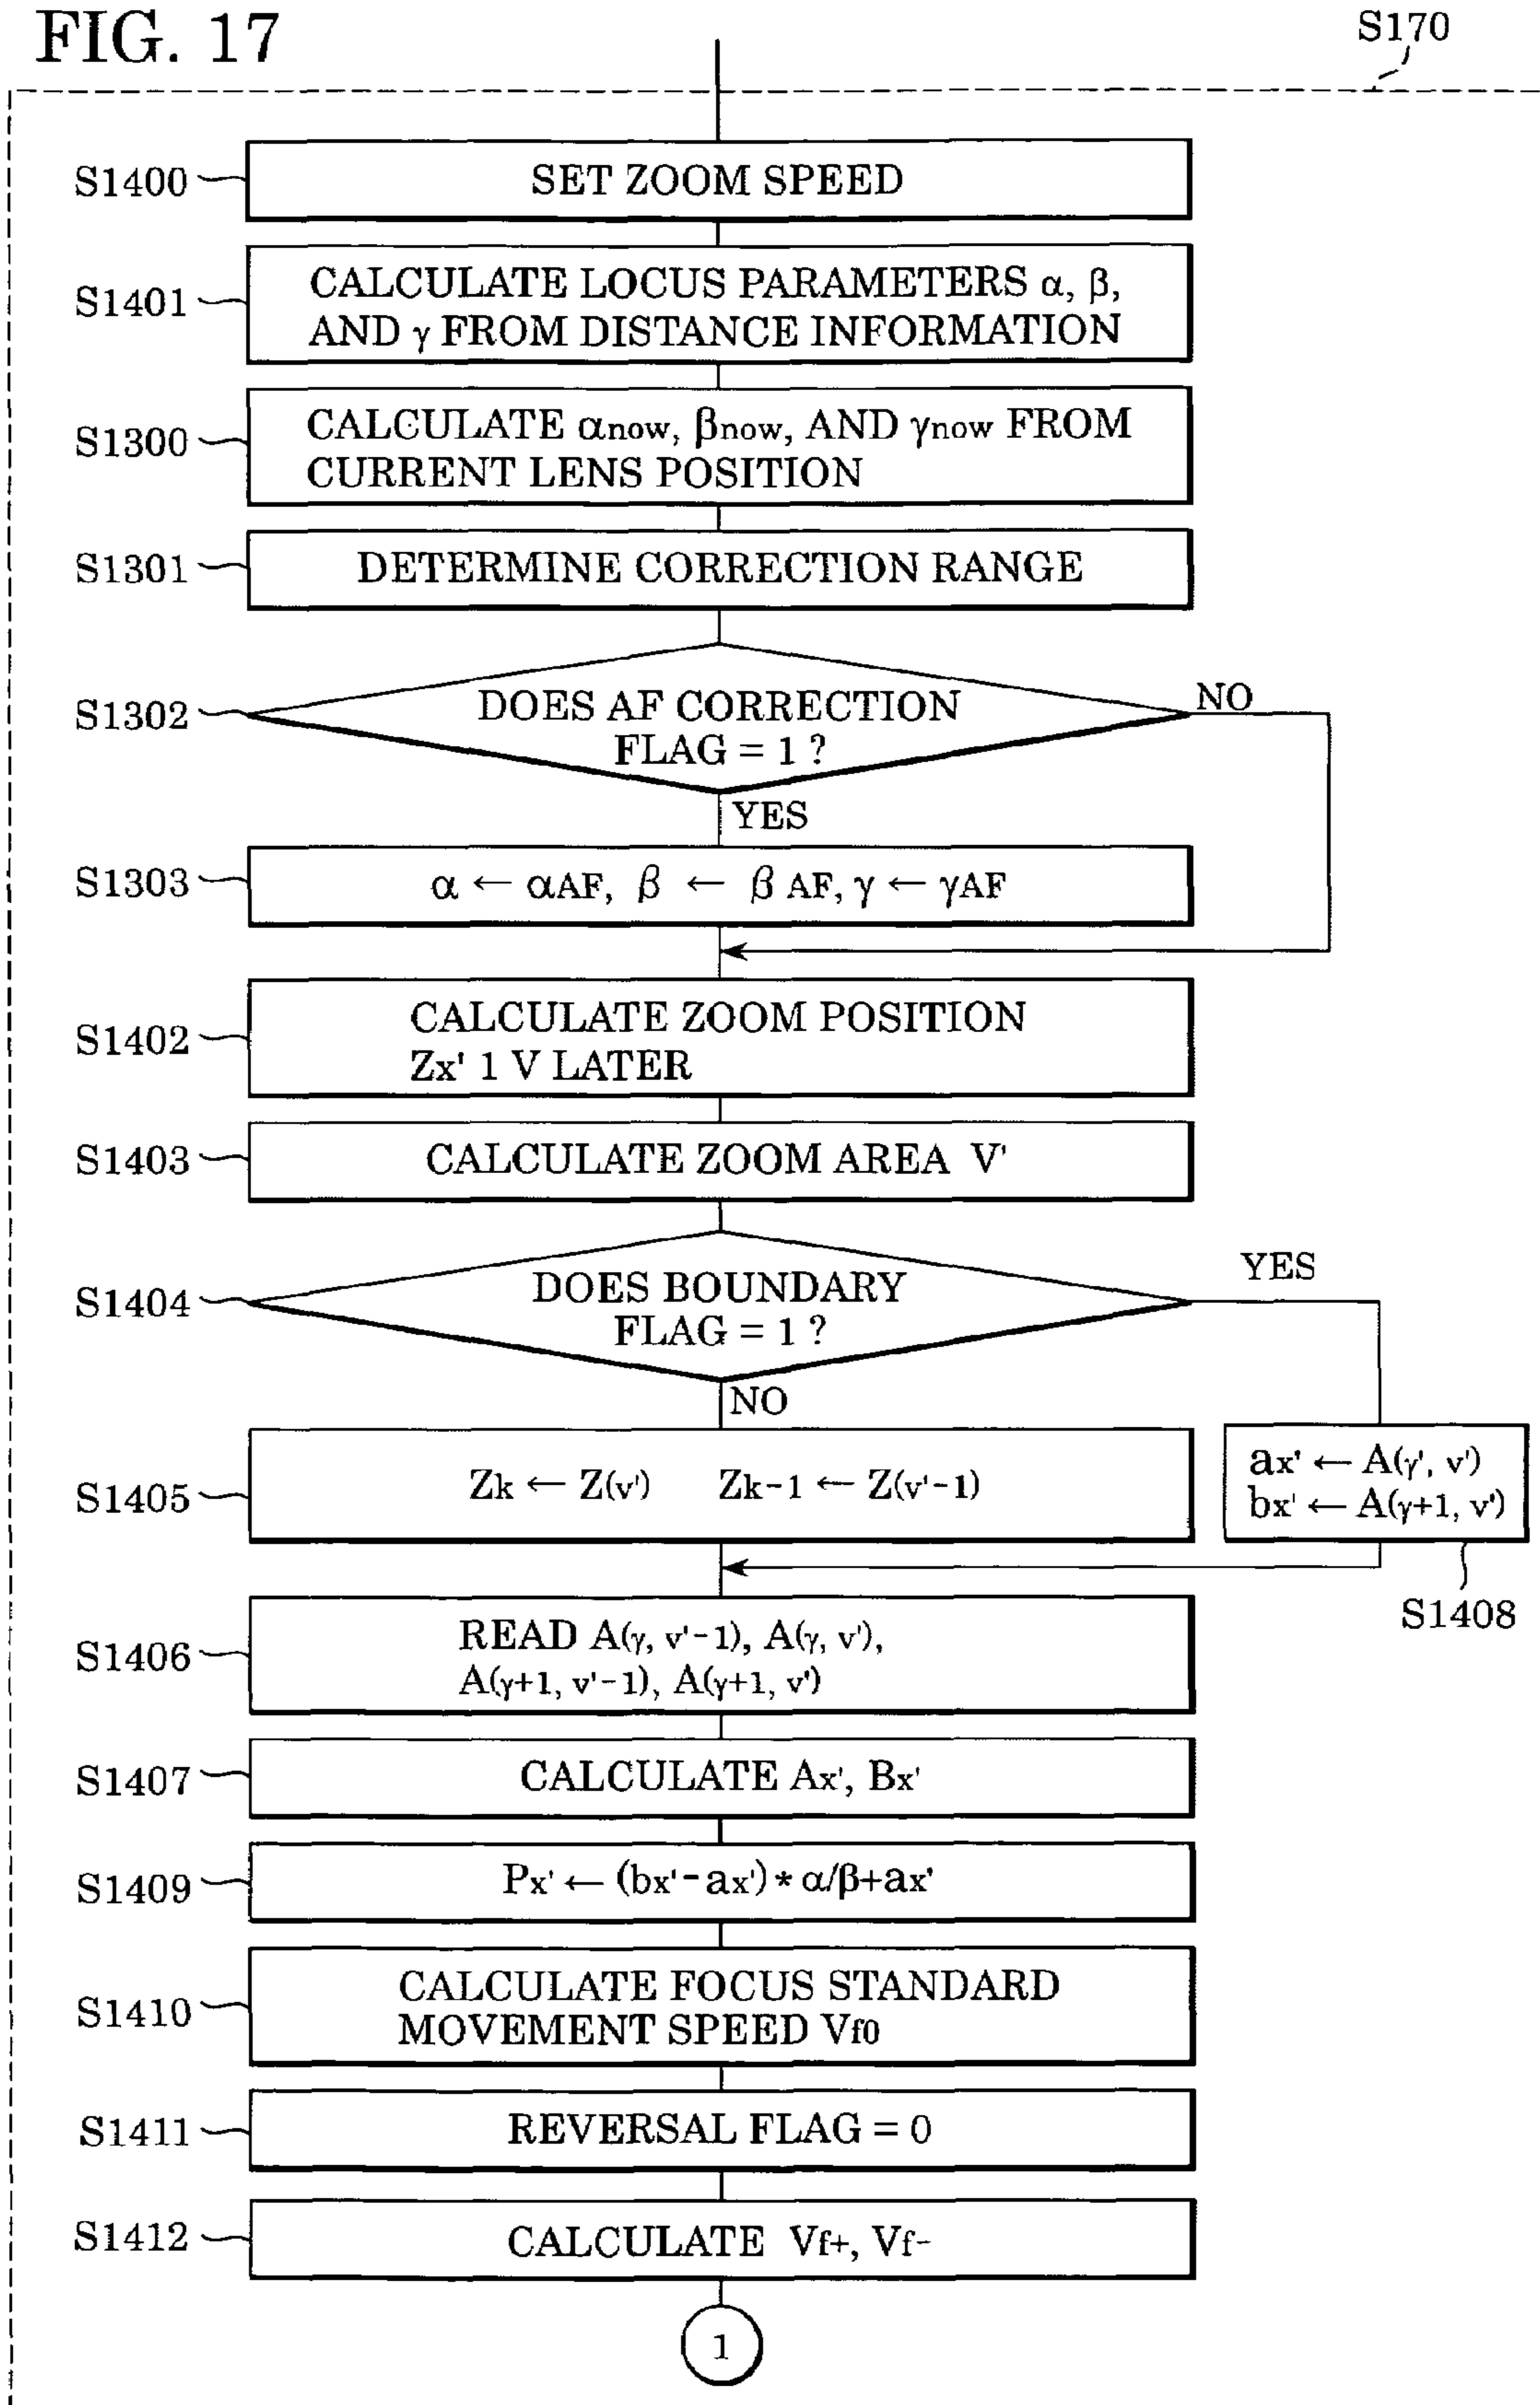 FIG. 17
S170
S1400
SET ZOOM SPEED
S1401
CALCULATE LOCUS PARAMETERS α, β,
AND γ FROM DISTANCE INFORMATION
S1300
CALCULATE αnow, βnow, AND γnow FROM
CURRENT LENS POSITION
S1301
DETERMINE CORRECTION RANGE
S1302
DOES AF CORRECTION
FLAG = 1 ?
NO
YES
S1303
α ← αAF, β ← β AF, γ ← γAF
S1402
CALCULATE ZOOM POSITION
Zx' 1 V LATER
S1403
CALCULATE ZOOM AREA V'
S1404
DOES BOUNDARY
FLAG = 1 ?
YES
NO
S1405
Zk ← Z(v') Zk-1 ← Z(v'-1)
ax' ← A(γ', v')
bx' ← A(γ+1, v')
S1408
S1406
READ A(γ, v'-1), A(γ, v'),
A(γ+1, v'-1), A(γ+1, v')
S1407
CALCULATE Ax', Bx'
S1409
Px' ← (bx'-ax') * α/β+ax'
S1410
CALCULATE FOCUS STANDARD
MOVEMENT SPEED Vf0
S1411
REVERSAL FLAG = 0
S1412
CALCULATE Vf+, Vf-
1